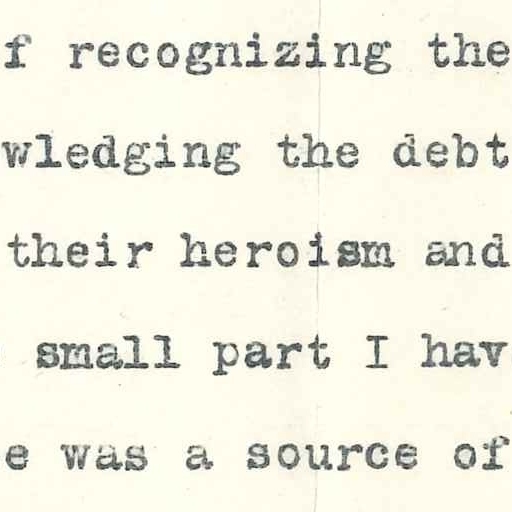 f recognizing the
wledging the debt
their heroism and
small part I hav
e was a source of